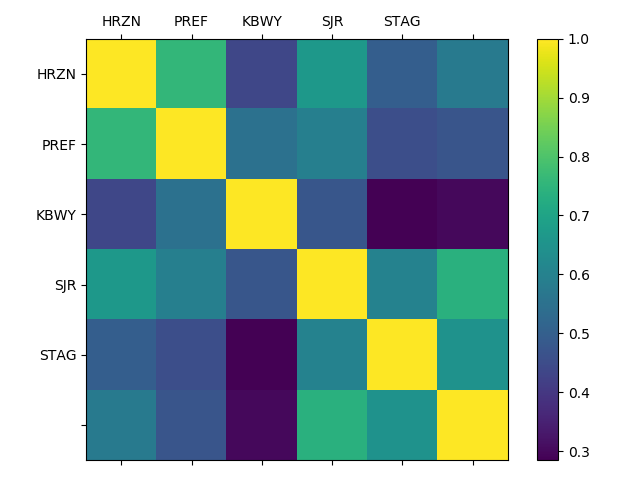 HRZN PREF KBWY SJR STAG
HRZN
PREF
KBWY
SJR
STAG
1.0
0.9
0.8
0.7
0.6
0.5
0.4
0.3